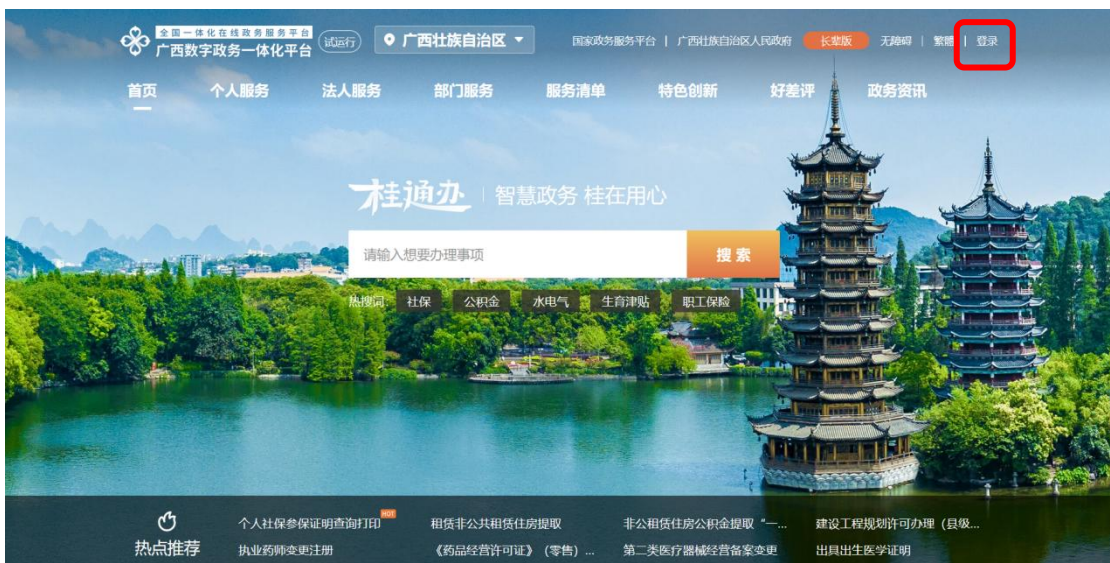 全国一体化在线政务服务平台
广西数字政务一体化平台
试运行
广西壮族自治区
国家政务服务平台 | 广西壮族自治区人民政府
长辈版
无障碍 | 繁體 | 登录
首页 个人服务 法人服务 部门服务 服务清单 特色创新 好差评 政务资讯
桂通办 | 智慧政务 桂在用心
请输入想要办理事项
搜索
热搜词: 社保 公积金 水电气 生育津贴 职工保险
热点推荐
个人社保参保证明查询打印 HOT 租赁非公共租赁住房提取 非公租赁住房公积金提取“一... 建设工程规划许可办理（县级...
执业药师变更注册 《药品经营许可证》（零售）... 第二类医疗器械经营备案变更 出具出生医学证明